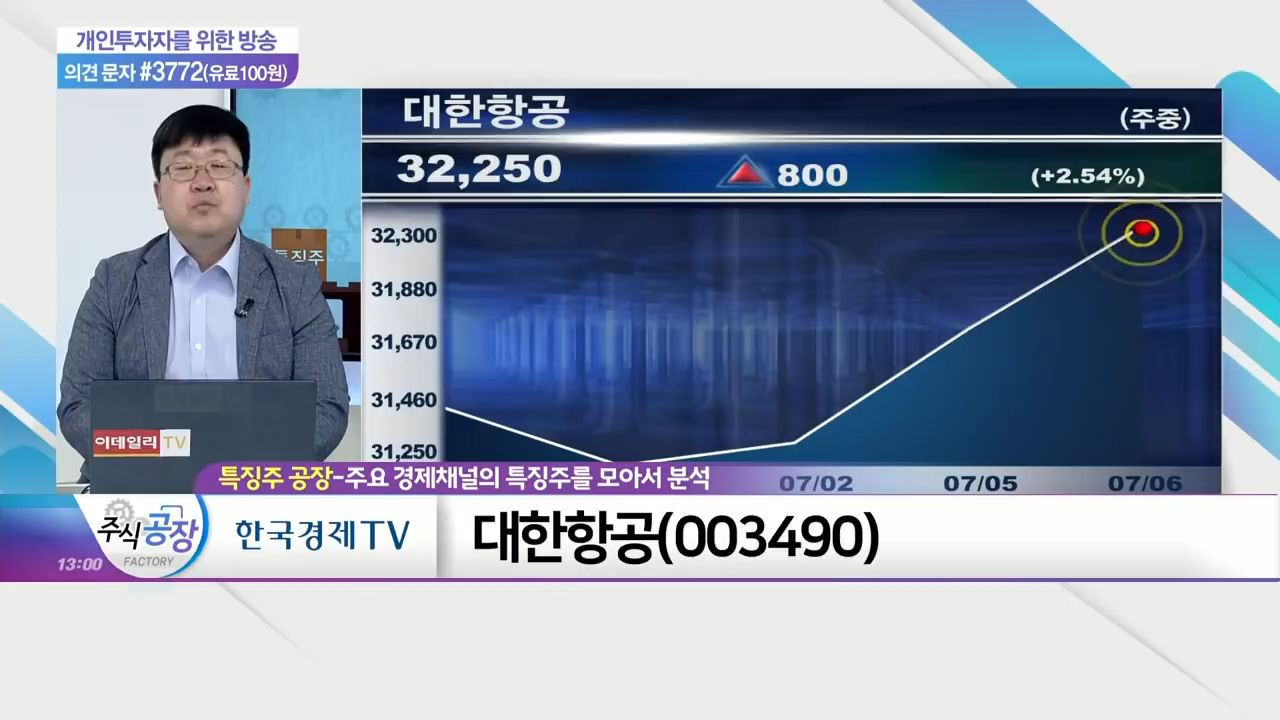 개인투자자를 위한 방송
의견 문자 #3772(유료100원)
대한항공
(주중)
32,250
800
(+2.54%)
32,300
31,880
31,670
31,460
31,250
07/02
07/05
07/06
특징주
이데일리 TV
특징주 공장-주요 경제채널의 특징주를 모아서 분석
주식공장
FACTORY
13:00
한국경제TV
대한항공(003490)